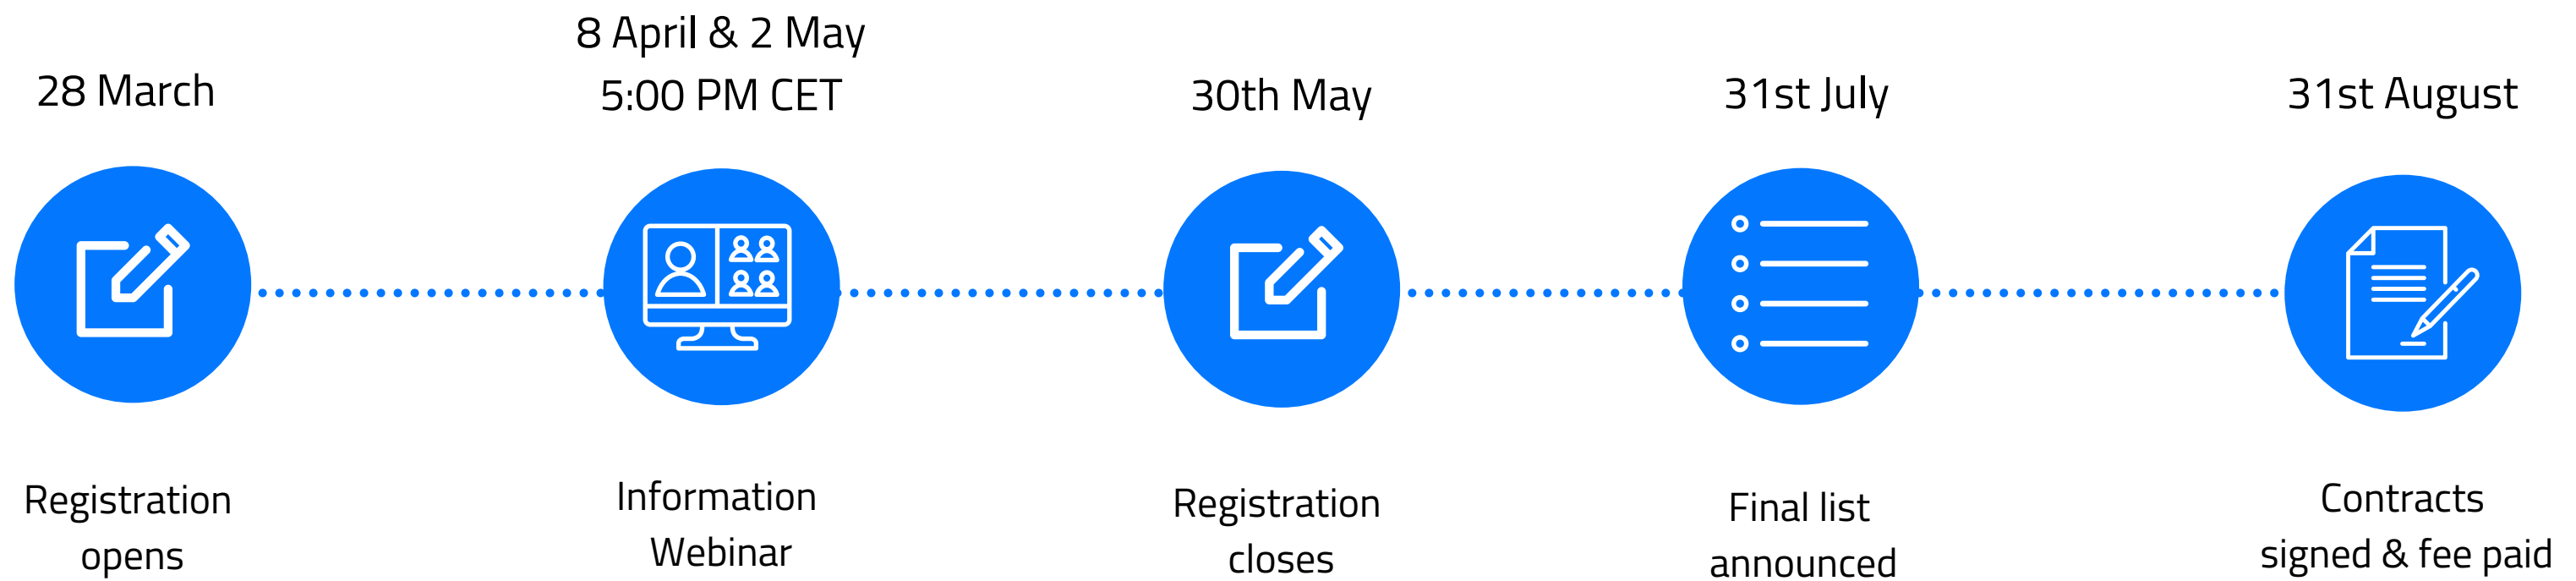 28 March
Registration
opens
8 April & 2 May
5:00 PM CET
Information
Webinar
30th May
Registration
closes
31st July
Final list
announced
31st August
Contracts
signed & fee paid